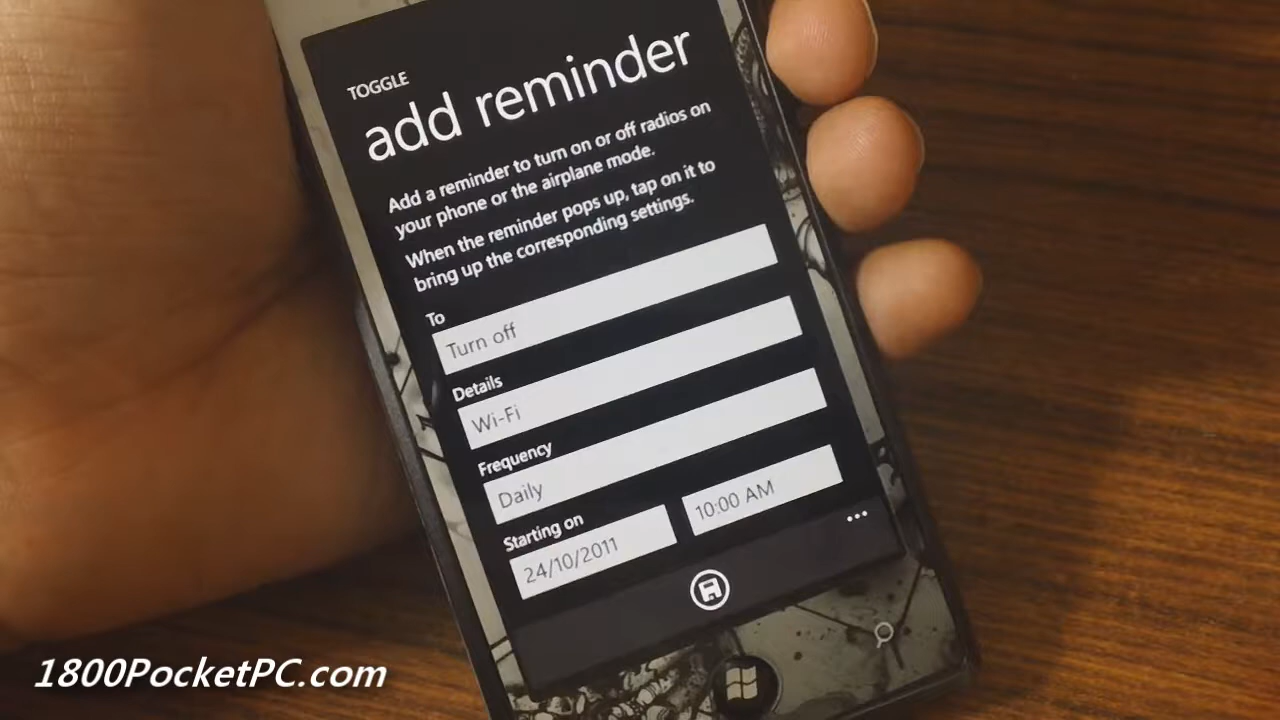 TOGGLE
add reminder
Add a reminder to turn on or off radios on
your phone or the airplane mode.
When the reminder pops up, tap on it to
bring up the corresponding settings.
To
Turn off
Details
Wi-Fi
Frequency
Daily
Starting on
24/10/2011
10:00 AM
1800PocketPC.com